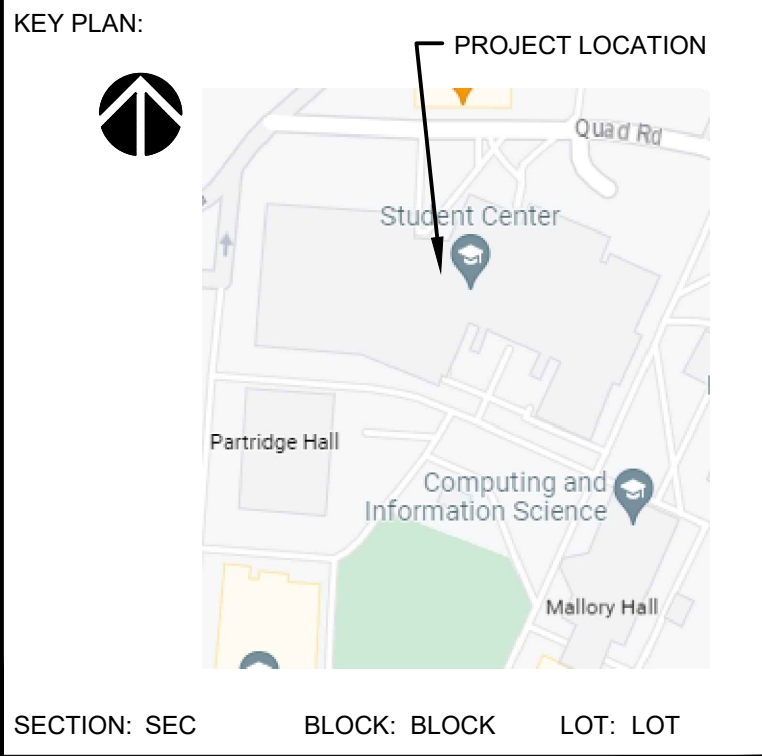 KEY PLAN:
PROJECT LOCATION
Quad Rd
Student Center
Partridge Hall
Computing and
Information Science
Mallory Hall
SECTION: SEC BLOCK: BLOCK LOT: LOT